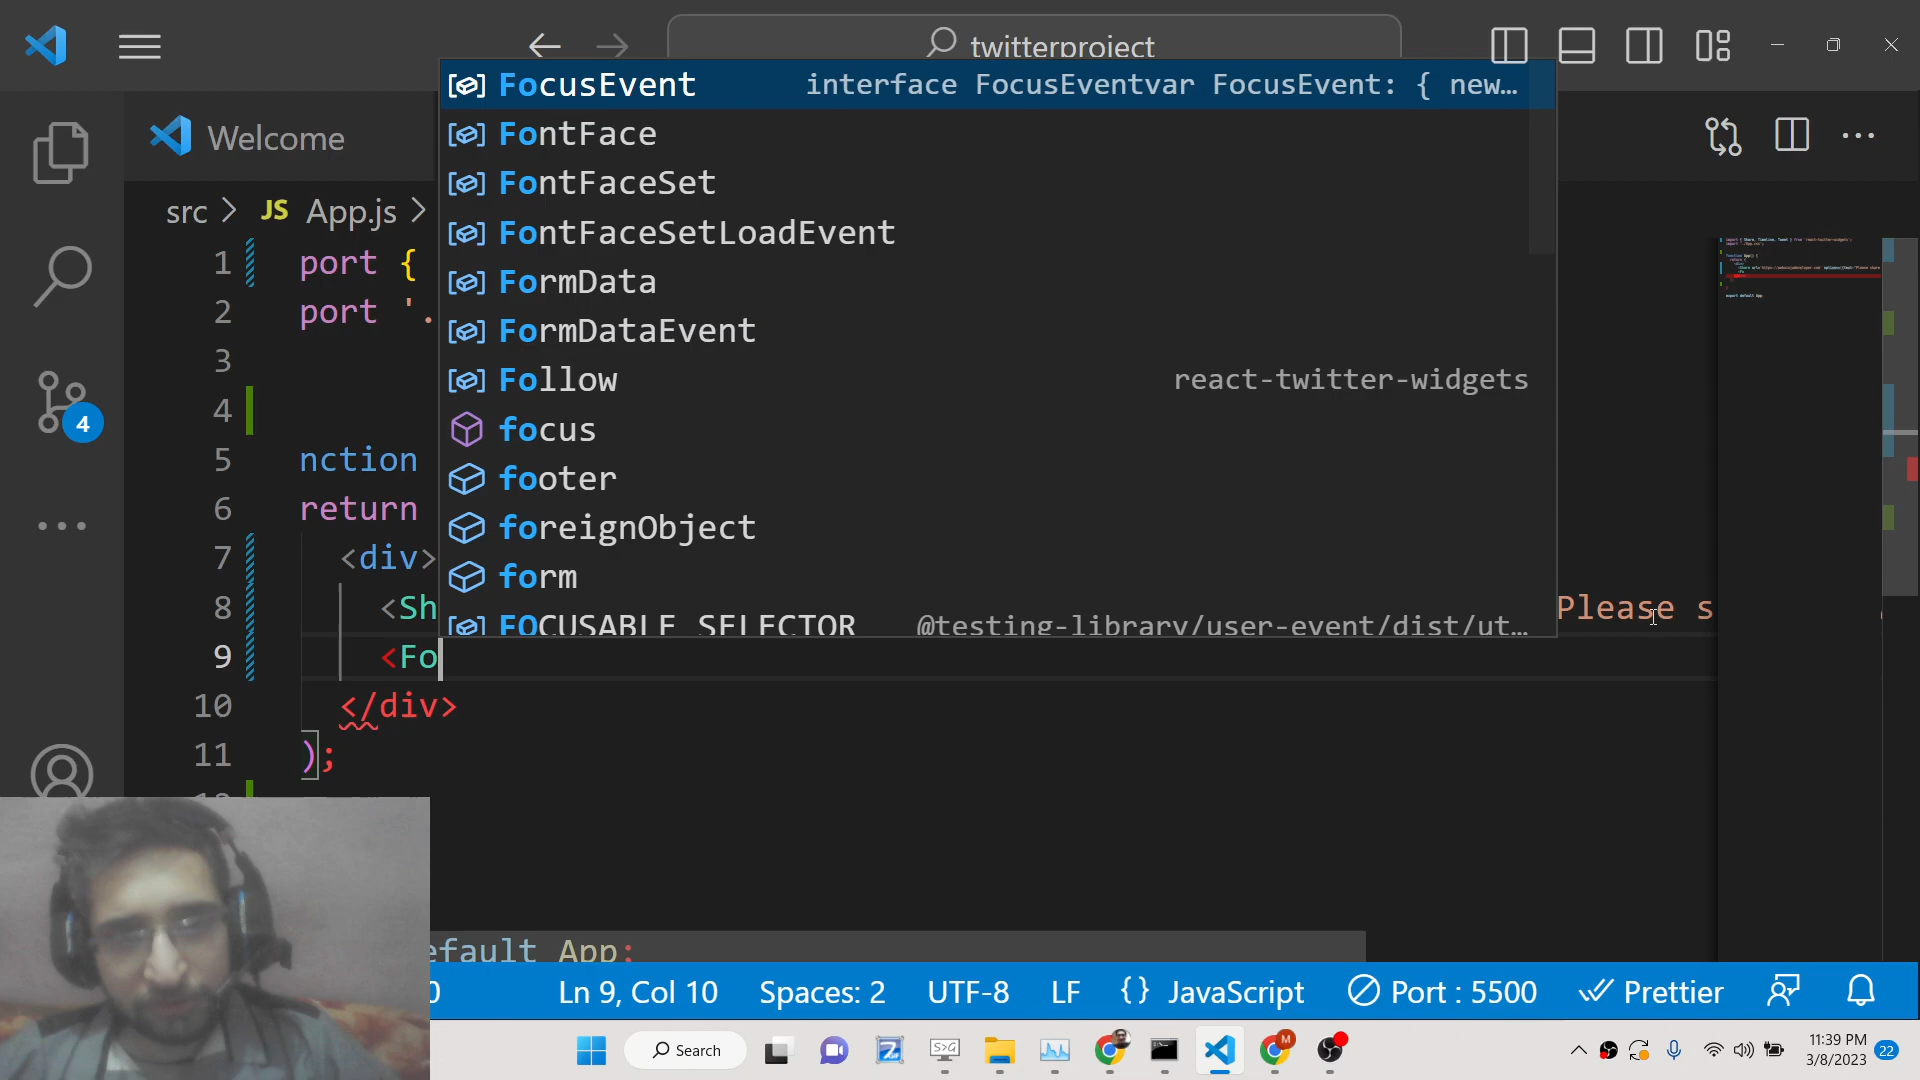 twitterproject
Welcome
FocusEvent interface FocusEventvar FocusEvent: { new…
FontFace
FontFaceSet
FontFaceSetLoadEvent
FormData
FormDataEvent
Follow react-twitter-widgets
focus
footer
foreignObject
form
FOCUSABLE_SELECTOR @testing-library/user-event/dist/ut…
src > JS App.js >
1 port {
2 port '.
3
4
5 nction
6 return
7 <div>
8 <Sh Please s
9 <Fo
10 </div>
11 );
efault App;
4
0 Ln 9, Col 10 Spaces: 2 UTF-8 LF {} JavaScript Port : 5500 Prettier
Search
11:39 PM
3/8/2023
22